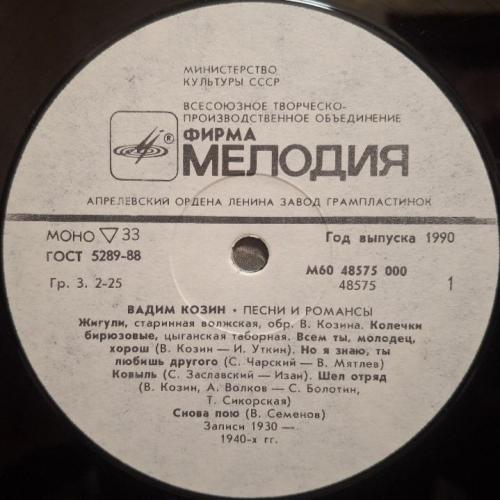 МИНИСТЕРСТВО
КУЛЬТУРЫ СССР
ВСЕСОЮЗНОЕ ТВОРЧЕСКО-
ПРОИЗВОДСТВЕННОЕ ОБЪЕДИНЕНИЕ
ФИРМА
МЕЛОДИЯ
АПРЕЛЕВСКИЙ ОРДЕНА ЛЕНИНА ЗАВОД ГРАМПЛАСТИНОК
МОНО ▽ 33
Год выпуска 1990
ГОСТ 5289-88
М60 48575 000
Гр. 3. 2-25
48575
1
ВАДИМ КОЗИН • ПЕСНИ И РОМАНСЫ
Жигули, старинная волжская, обр. В. Козина. Колечки
бирюзовые, цыганская таборная. Всем ты, молодец,
хорош (В. Козин — И. Уткин). Но я знаю, ты
любишь другого (С. Чарский — В. Мятлев)
Ковыль (С. Заславский — Изан). Шел отряд
(В. Козин, А. Волков — С. Болотин,
Т. Сикорская)
Снова пою (В. Семенов)
Записи 1930 —
1940-х гг.